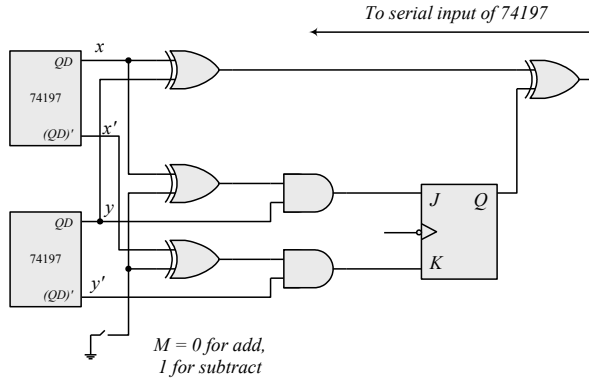 To serial input of 74197
x
QD
74197
(QD)'
x'
y
QD
74197
(QD)'
y'
J
Q
K
M = 0 for add,
1 for subtract